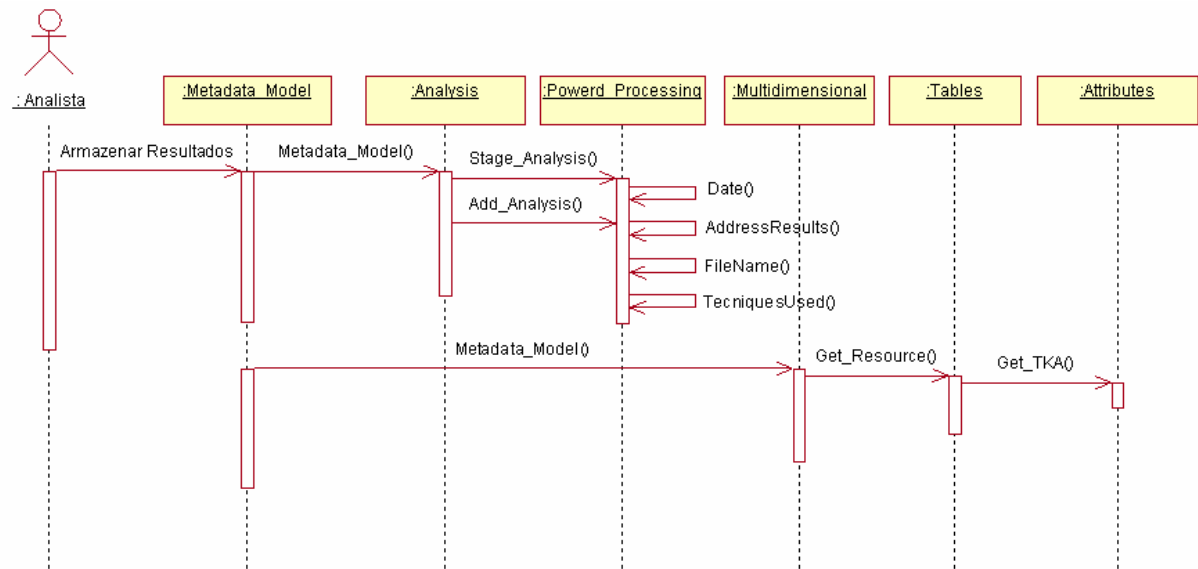 : Analista
:Metadata_Model
:Analysis
:Powerd_Processing
:Multidimensional
:Tables
:Attributes
Armazenar Resultados
Metadata_Model()
Stage_Analysis()
Date()
Add_Analysis()
AddressResults()
FileName()
TecniquesUsed()
Metadata_Model()
Get_Resource()
Get_TKA()